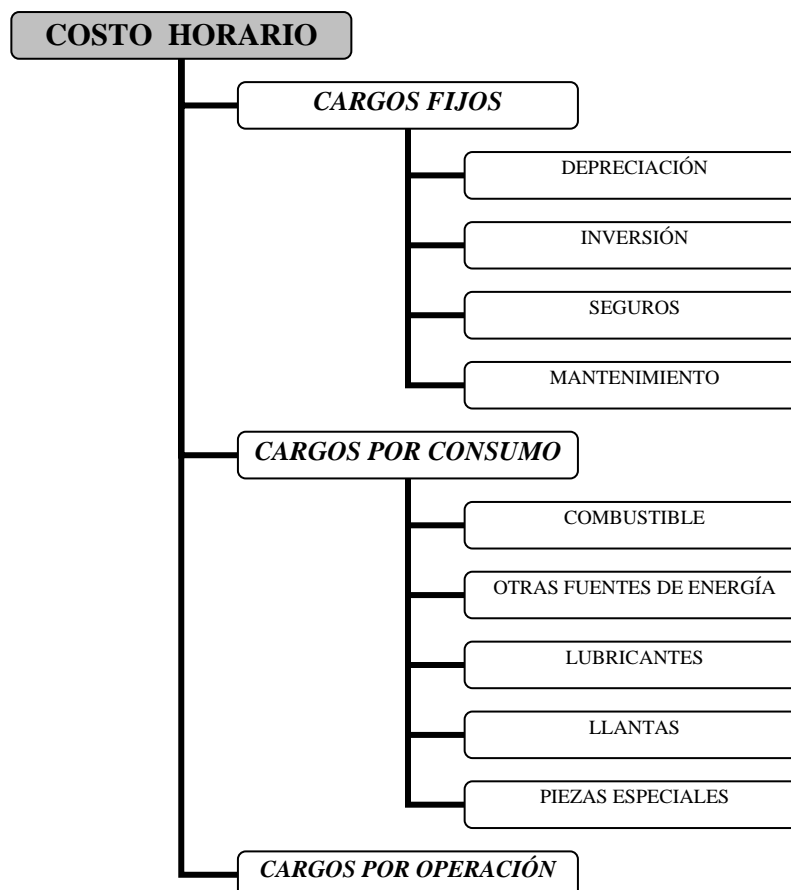 COSTO HORARIO
CARGOS FIJOS
DEPRECIACIÓN
INVERSIÓN
SEGUROS
MANTENIMIENTO
CARGOS POR CONSUMO
COMBUSTIBLE
OTRAS FUENTES DE ENERGÍA
LUBRICANTES
LLANTAS
PIEZAS ESPECIALES
CARGOS POR OPERACIÓN